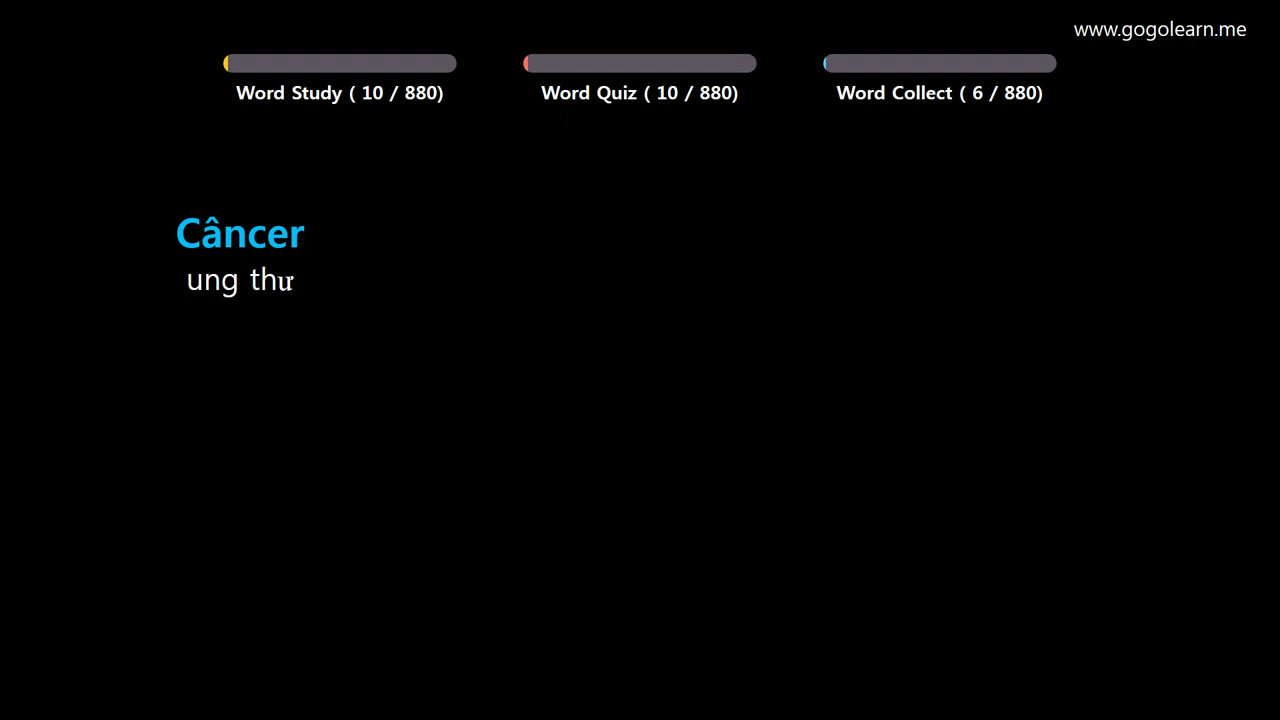 www.gogolearn.me
Word Study ( 10 / 880)
Word Quiz ( 10 / 880)
Word Collect ( 6 / 880)
Câncer
ung thư